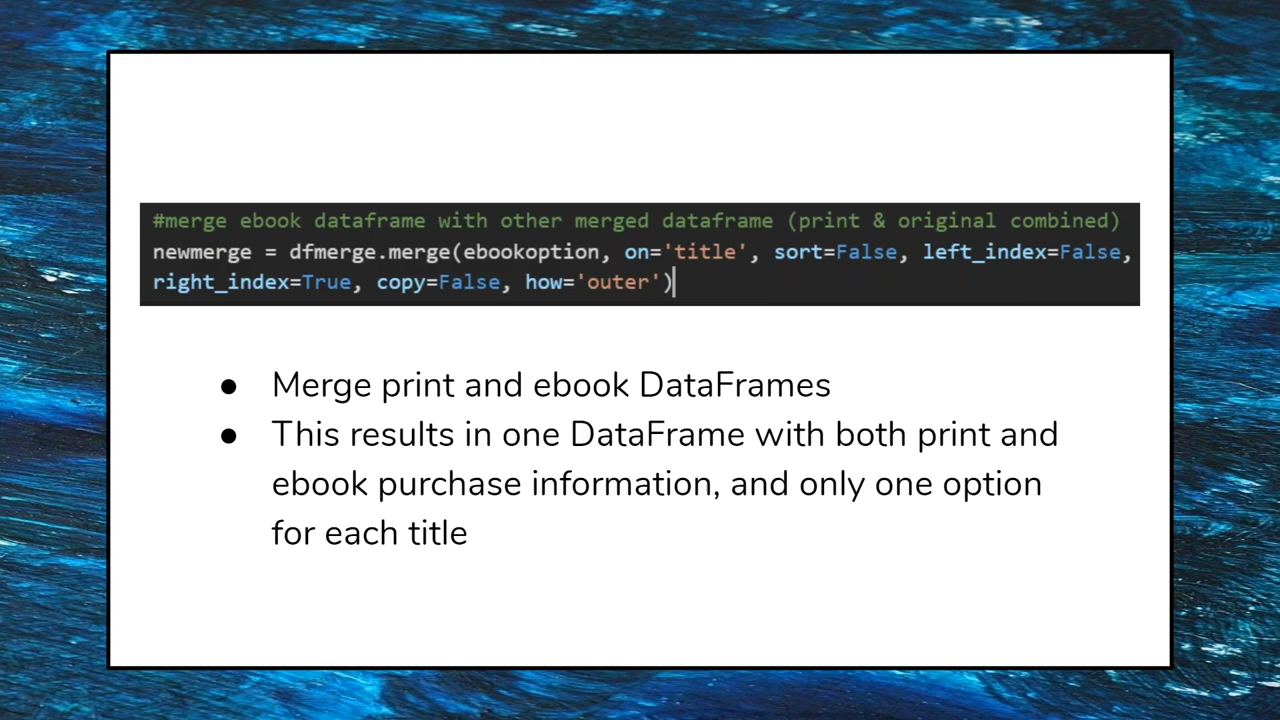 #merge ebook dataframe with other merged dataframe (print & original combined)
newmerge = dfmerge.merge(ebookoption, on='title', sort=False, left_index=False,
right_index=True, copy=False, how='outer')
● Merge print and ebook DataFrames
● This results in one DataFrame with both print and
ebook purchase information, and only one option
for each title